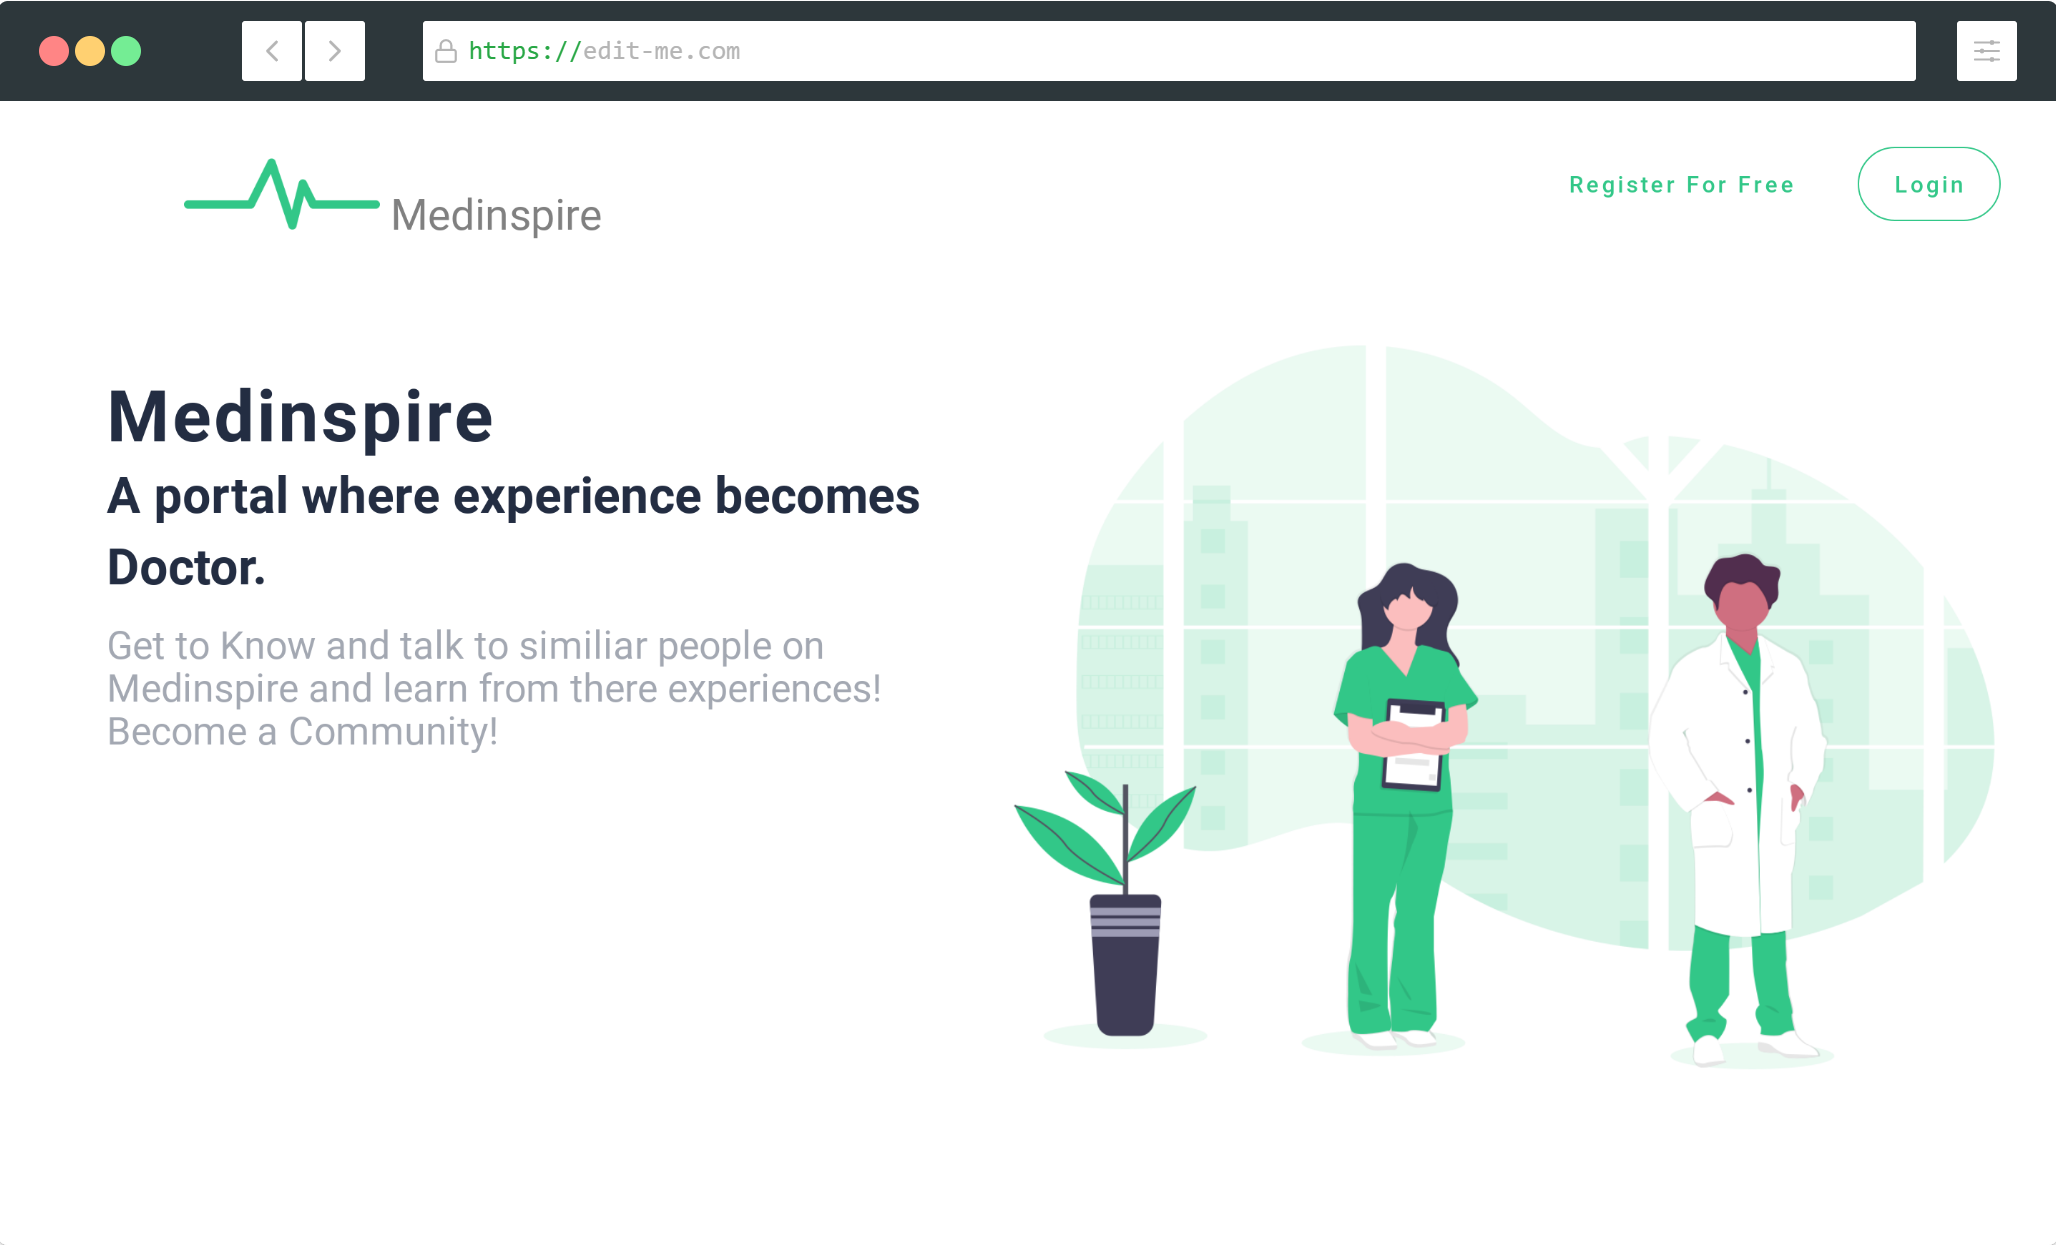 https://edit-me.com
Medinspire
Register For Free
Login
Medinspire
A portal where experience becomes
Doctor.
Get to Know and talk to similiar people on
Medinspire and learn from there experiences!
Become a Community!